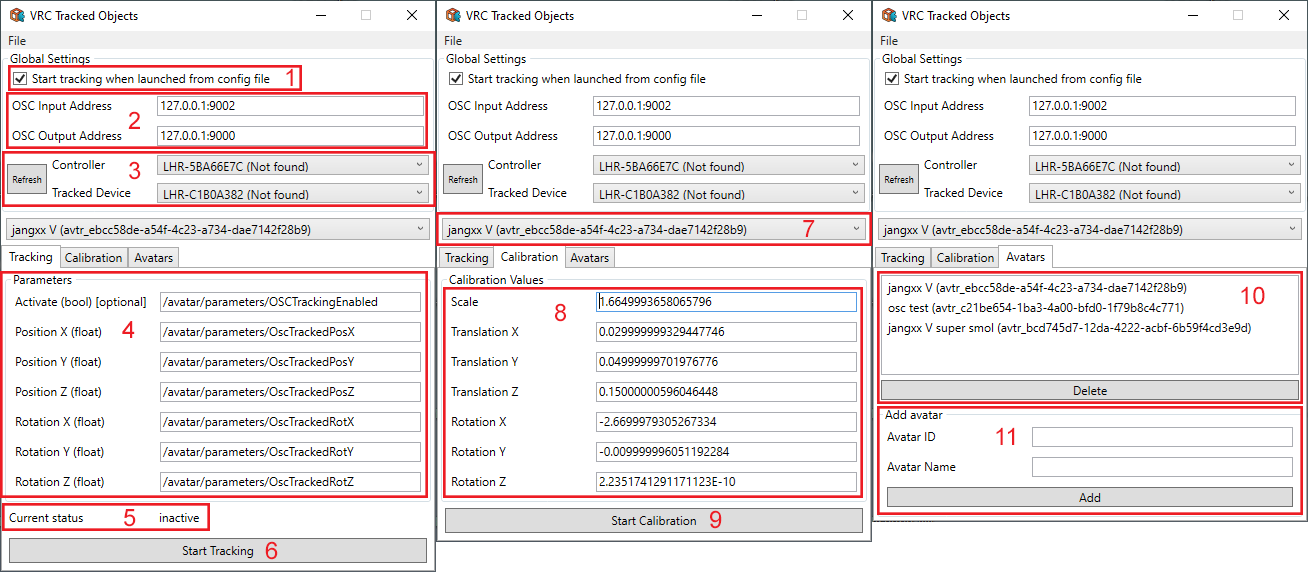 VRC Tracked Objects
File
Global Settings
Start tracking when launched from config file 1
OSC Input Address 127.0.0.1:9002
2
OSC Output Address 127.0.0.1:9000
Refresh
Controller LHR-5BA66E7C (Not found)
3
Tracked Device LHR-C1B0A382 (Not found)
jangxx V (avtr_ebcc58de-a54f-4c23-a734-dae7142f28b9)
Tracking Calibration Avatars
Parameters
Activate (bool) [optional] /avatar/parameters/OSCTrackingEnabled
4
Position X (float) /avatar/parameters/OscTrackedPosX
Position Y (float) /avatar/parameters/OscTrackedPosY
Position Z (float) /avatar/parameters/OscTrackedPosZ
Rotation X (float) /avatar/parameters/OscTrackedRotX
Rotation Y (float) /avatar/parameters/OscTrackedRotY
Rotation Z (float) /avatar/parameters/OscTrackedRotZ
Current status 5 inactive
Start Tracking 6
VRC Tracked Objects
File
Global Settings
Start tracking when launched from config file
OSC Input Address 127.0.0.1:9002
OSC Output Address 127.0.0.1:9000
Refresh
Controller LHR-5BA66E7C (Not found)
Tracked Device LHR-C1B0A382 (Not found)
jangxx V (avtr_ebcc58de-a54f-4c23-a734-dae7142f28b9) 7
Tracking Calibration Avatars
Calibration Values
Scale 1.6649993658065796
8
Translation X 0.029999999329447746
Translation Y 0.04999999701976776
Translation Z 0.15000000596046448
Rotation X -2.6699979305267334
Rotation Y -0.009999996051192284
Rotation Z 2.2351741291171123E-10
Start Calibration 9
VRC Tracked Objects
File
Global Settings
Start tracking when launched from config file
OSC Input Address 127.0.0.1:9002
OSC Output Address 127.0.0.1:9000
Refresh
Controller LHR-5BA66E7C (Not found)
Tracked Device LHR-C1B0A382 (Not found)
jangxx V (avtr_ebcc58de-a54f-4c23-a734-dae7142f28b9)
Tracking Calibration Avatars
jangxx V (avtr_ebcc58de-a54f-4c23-a734-dae7142f28b9)
10
osc test (avtr_c21be654-1ba3-4a00-bfd0-1f79b8c4c771)
jangxx V super smol (avtr_bcd745d7-12da-4222-acbf-6b59f4cd3e9d)
Delete
Add avatar
Avatar ID 11
Avatar Name
Add